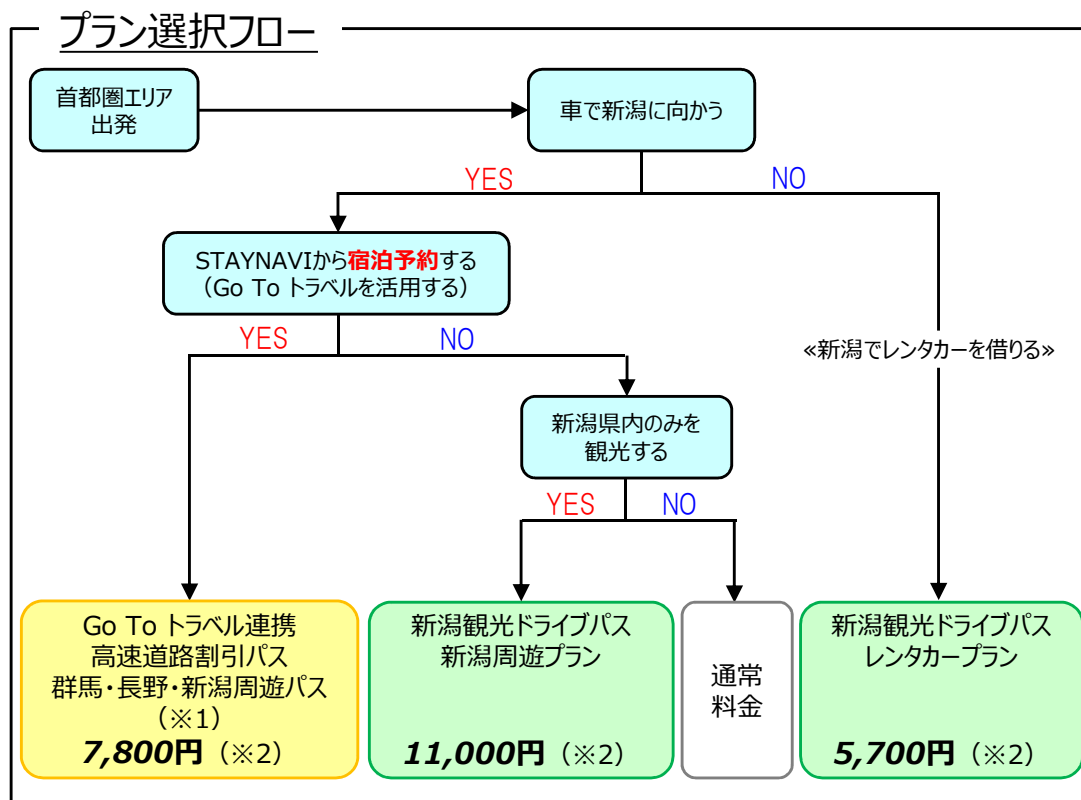 プラン選択フロー
首都圏エリア
出発
車で新潟に向かう
YES
NO
STAYNAVIから宿泊予約する
（Go To トラベルを活用する）
YES
NO
≪新潟でレンタカーを借りる≫
新潟県内のみを
観光する
YES
NO
Go To トラベル連携
高速道路割引パス
群馬・長野・新潟周遊パス
（※1）
7,800円（※2）
新潟観光ドライブパス
新潟周遊プラン
11,000円（※2）
通常
料金
新潟観光ドライブパス
レンタカープラン
5,700円（※2）